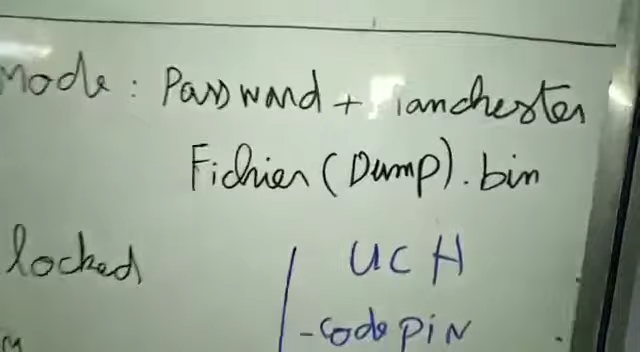 Mode : Password + Manchester
Fichier (Dump).bin
locked
UCH
- code PiN